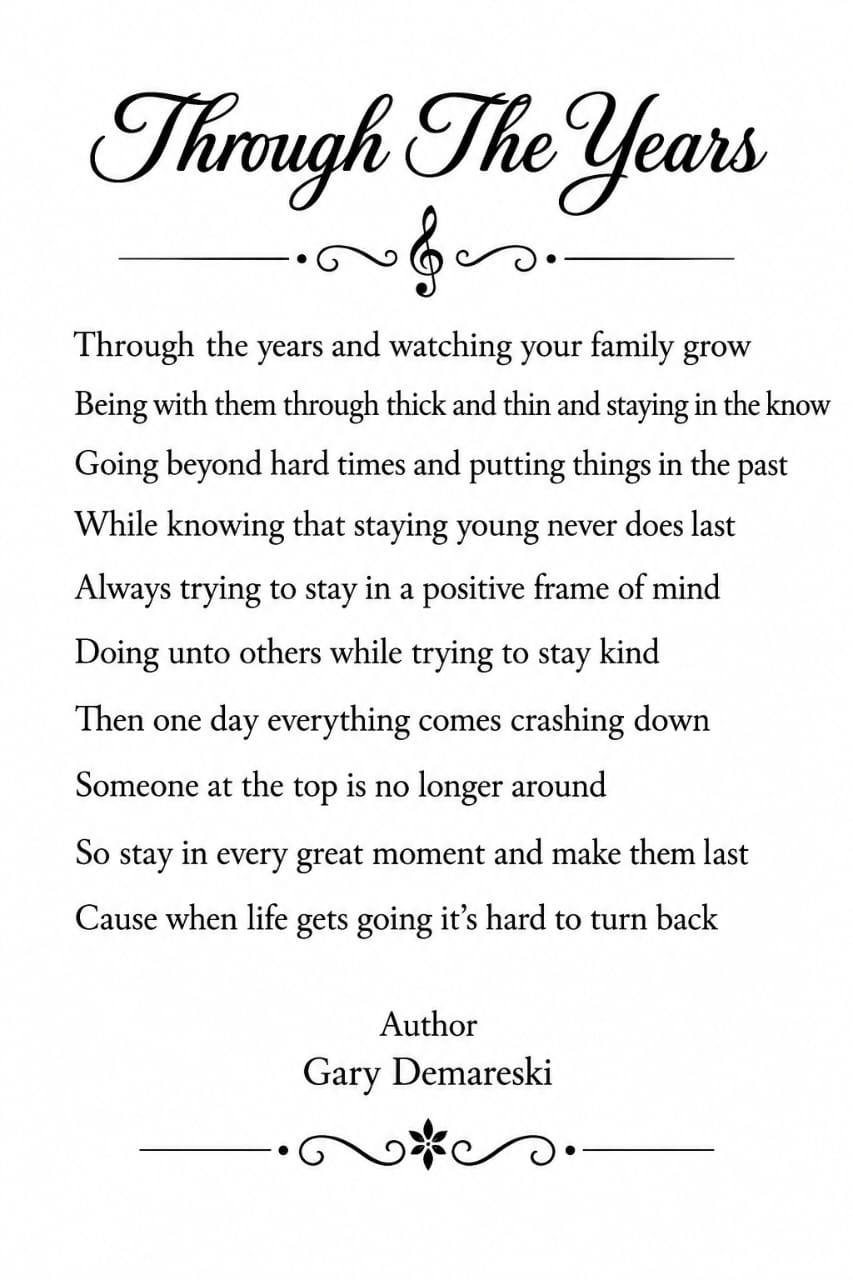 Through The Years
Through the years and watching your family grow
Being with them through thick and thin and staying in the know
Going beyond hard times and putting things in the past
While knowing that staying young never does last
Always trying to stay in a positive frame of mind
Doing unto others while trying to stay kind
Then one day everything comes crashing down
Someone at the top is no longer around
So stay in every great moment and make them last
Cause when life gets going it’s hard to turn back
Author
Gary Demareski